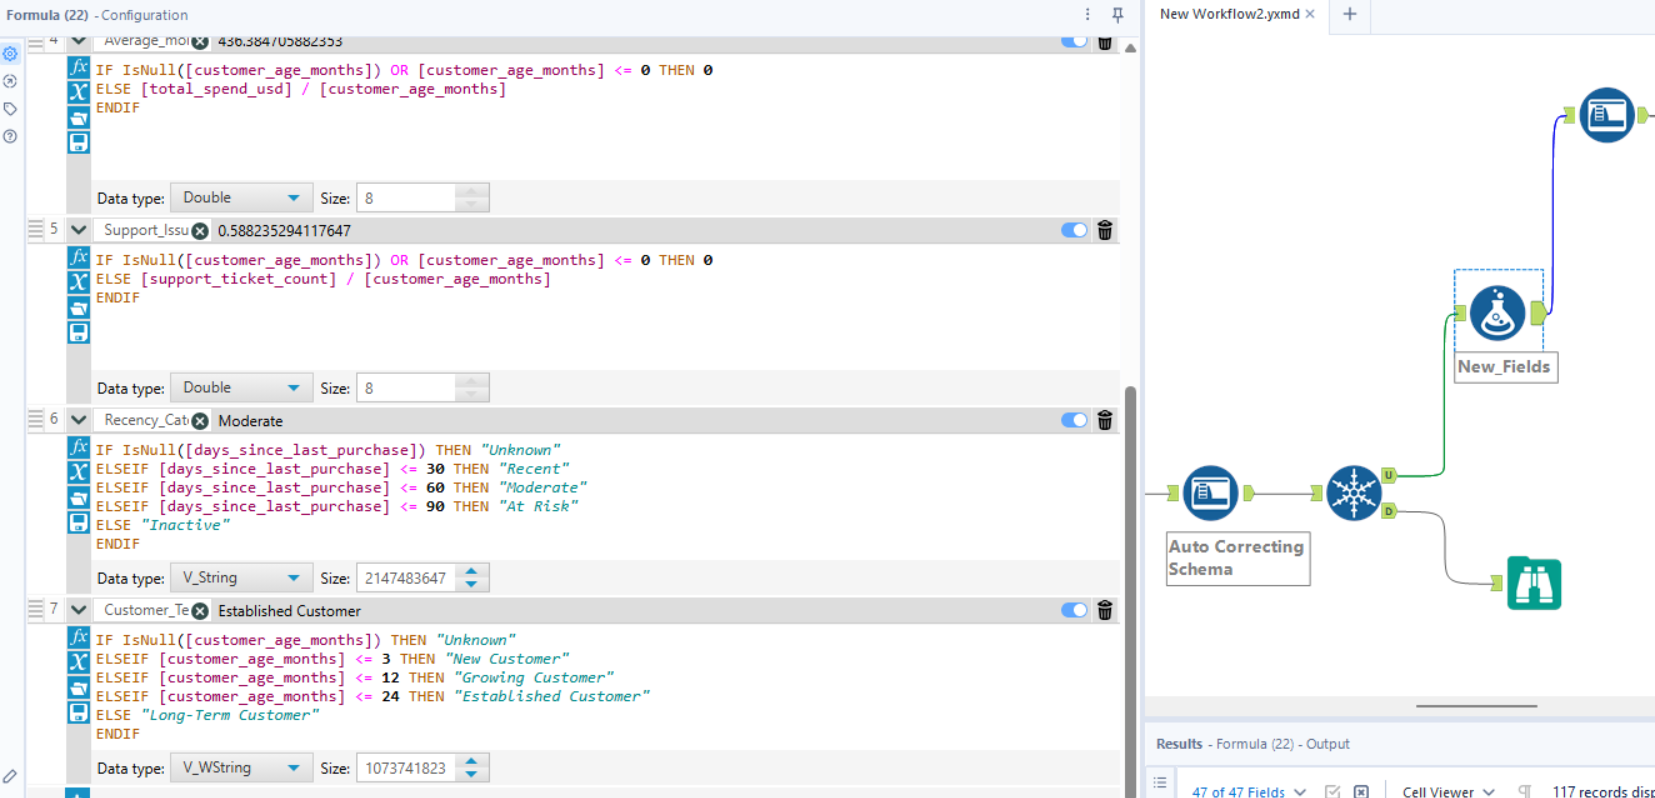 Formula (22) - Configuration
4 Average_mo 436.384705882353
IF IsNull([customer_age_months]) OR [customer_age_months] <= 0 THEN 0
ELSE [total_spend_usd] / [customer_age_months]
ENDIF
Data type: Double Size: 8
5 Support_Issu 0.588235294117647
IF IsNull([customer_age_months]) OR [customer_age_months] <= 0 THEN 0
ELSE [support_ticket_count] / [customer_age_months]
ENDIF
Data type: Double Size: 8
6 Recency_Cat Moderate
IF IsNull([days_since_last_purchase]) THEN "Unknown"
ELSEIF [days_since_last_purchase] <= 30 THEN "Recent"
ELSEIF [days_since_last_purchase] <= 60 THEN "Moderate"
ELSEIF [days_since_last_purchase] <= 90 THEN "At Risk"
ELSE "Inactive"
ENDIF
Data type: V_String Size: 2147483647
7 Customer_Te Established Customer
IF IsNull([customer_age_months]) THEN "Unknown"
ELSEIF [customer_age_months] <= 3 THEN "New Customer"
ELSEIF [customer_age_months] <= 12 THEN "Growing Customer"
ELSEIF [customer_age_months] <= 24 THEN "Established Customer"
ELSE "Long-Term Customer"
ENDIF
Data type: V_WString Size: 1073741823
New Workflow2.yxmd
New_Fields
U
D
Auto Correcting
Schema
Results - Formula (22) - Output
47 of 47 Fields Cell Viewer 117 records disp